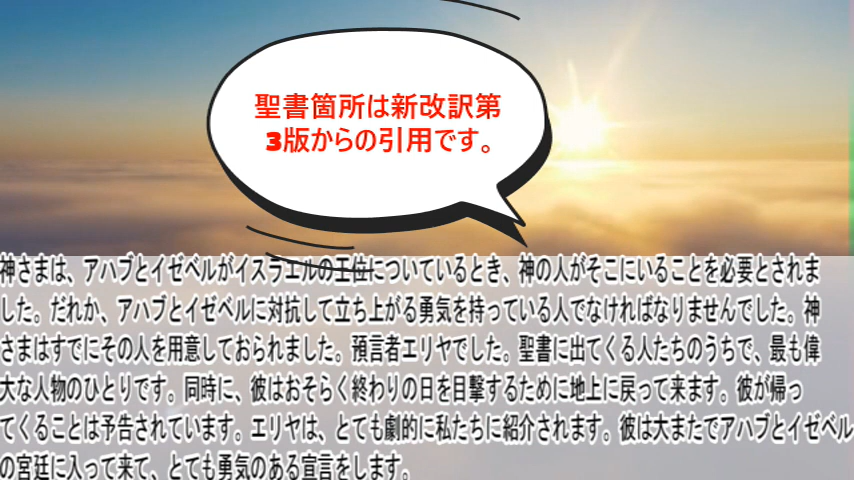 聖書箇所は新改訳第
3版からの引用です。
神さまは、アハブとイゼベルがイスラエルの王位についているとき、神の人がそこにいることを必要とされま
した。だれか、アハブとイゼベルに対抗して立ち上がる勇気を持っている人でなければなりませんでした。神
さまはすでにその人を用意しておられました。預言者エリヤでした。聖書に出てくる人たちのうちで、最も偉
大な人物のひとりです。同時に、彼はおそらく終わりの日を目撃するために地上に戻って来ます。彼が帰っ
てくることは予告されています。エリヤは、とても劇的に私たちに紹介されます。彼は大またでアハブとイゼベル
の宮廷に入って来て、とても勇気のある宣言をします。